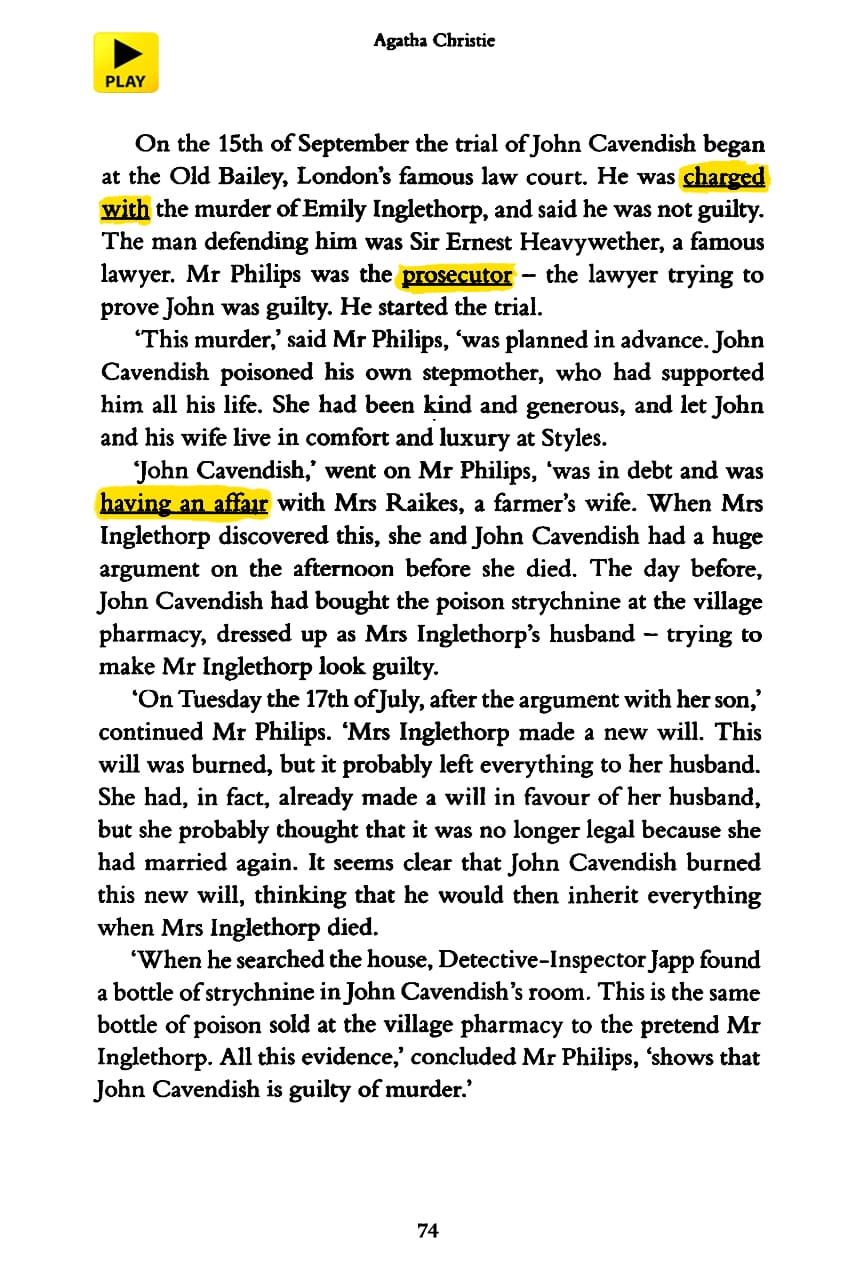 Agatha Christie
PLAY
On the 15th of September the trial of John Cavendish began
at the Old Bailey, London's famous law court. He was charged
with the murder of Emily Inglethorp, and said he was not guilty.
The man defending him was Sir Ernest Heavywether, a famous
lawyer. Mr Philips was the prosecutor – the lawyer trying to
prove John was guilty. He started the trial.
‘This murder,’ said Mr Philips, ‘was planned in advance. John
Cavendish poisoned his own stepmother, who had supported
him all his life. She had been kind and generous, and let John
and his wife live in comfort and luxury at Styles.
‘John Cavendish,’ went on Mr Philips, ‘was in debt and was
having an affair with Mrs Raikes, a farmer's wife. When Mrs
Inglethorp discovered this, she and John Cavendish had a huge
argument on the afternoon before she died. The day before,
John Cavendish had bought the poison strychnine at the village
pharmacy, dressed up as Mrs Inglethorp's husband – trying to
make Mr Inglethorp look guilty.
‘On Tuesday the 17th of July, after the argument with her son,’
continued Mr Philips. ‘Mrs Inglethorp made a new will. This
will was burned, but it probably left everything to her husband.
She had, in fact, already made a will in favour of her husband,
but she probably thought that it was no longer legal because she
had married again. It seems clear that John Cavendish burned
this new will, thinking that he would then inherit everything
when Mrs Inglethorp died.
‘When he searched the house, Detective-Inspector Japp found
a bottle of strychnine in John Cavendish's room. This is the same
bottle of poison sold at the village pharmacy to the pretend Mr
Inglethorp. All this evidence,’ concluded Mr Philips, ‘shows that
John Cavendish is guilty of murder.’
74